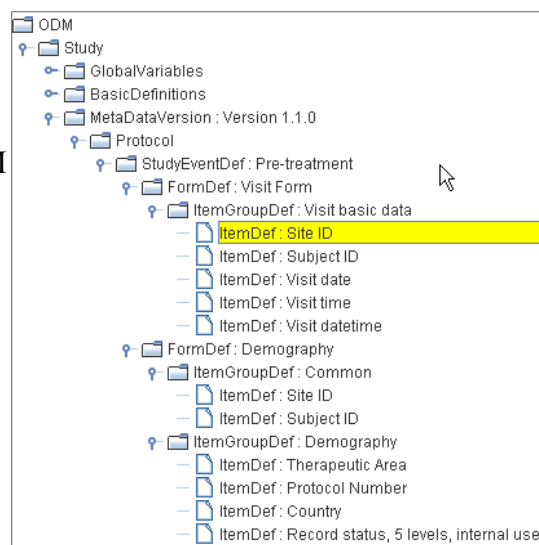 ODM
Study
GlobalVariables
BasicDefinitions
MetaDataVersion : Version 1.1.0
Protocol
StudyEventDef : Pre-treatment
FormDef : Visit Form
ItemGroupDef : Visit basic data
ItemDef : Site ID
ItemDef : Subject ID
ItemDef : Visit date
ItemDef : Visit time
ItemDef : Visit datetime
FormDef : Demography
ItemGroupDef : Common
ItemDef : Site ID
ItemDef : Subject ID
ItemGroupDef : Demography
ItemDef : Therapeutic Area
ItemDef : Protocol Number
ItemDef : Country
ItemDef : Record status, 5 levels, internal use